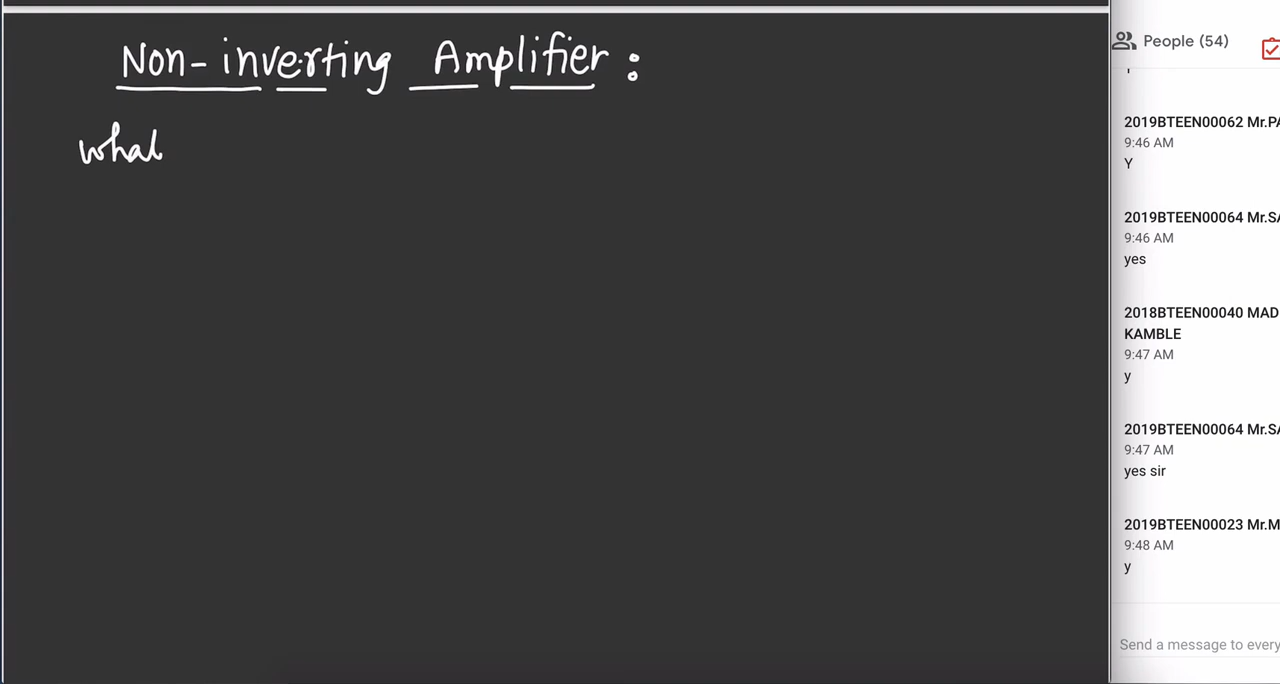 Non-inverting Amplifier :
what
People (54)
2019BTEEN00062 Mr.PA
9:46 AM
Y
2019BTEEN00064 Mr.SA
9:46 AM
yes
2018BTEEN00040 MAD
KAMBLE
9:47 AM
y
2019BTEEN00064 Mr.SA
9:47 AM
yes sir
2019BTEEN00023 Mr.M
9:48 AM
y
Send a message to every